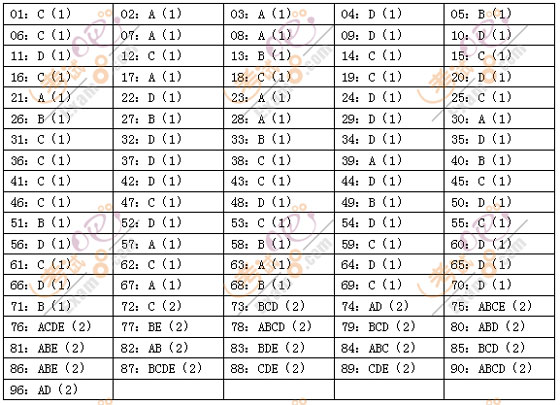 01: C (1) 02: A (1) 03: A (1) 04: D (1) 05: B (1)
06: C (1) 07: A (1) 08: A (1) 09: D (1) 10: D (1)
11: D (1) 12: C (1) 13: B (1) 14: C (1) 15: C (1)
16: C (1) 17: A (1) 18: C (1) 19: C (1) 20: D (1)
21: A (1) 22: D (1) 23: A (1) 24: D (1) 25: C (1)
26: B (1) 27: B (1) 28: A (1) 29: D (1) 30: A (1)
31: C (1) 32: D (1) 33: B (1) 34: D (1) 35: D (1)
36: C (1) 37: D (1) 38: C (1) 39: A (1) 40: B (1)
41: C (1) 42: D (1) 43: C (1) 44: D (1) 45: C (1)
46: C (1) 47: C (1) 48: D (1) 49: B (1) 50: D (1)
51: B (1) 52: D (1) 53: C (1) 54: D (1) 55: C (1)
56: D (1) 57: A (1) 58: B (1) 59: C (1) 60: D (1)
61: C (1) 62: C (1) 63: A (1) 64: D (1) 65: D (1)
66: D (1) 67: A (1) 68: B (1) 69: C (1) 70: D (1)
71: B (1) 72: C (2) 73: BCD (2) 74: AD (2) 75: ABCE (2)
76: ACDE (2) 77: BE (2) 78: ABCD (2) 79: BCD (2) 80: ABD (2)
81: ABE (2) 82: AB (2) 83: BDE (2) 84: ABC (2) 85: BCD (2)
86: ABE (2) 87: BCDE (2) 88: CDE (2) 89: CDE (2) 90: ABCD (2)
96: AD (2)